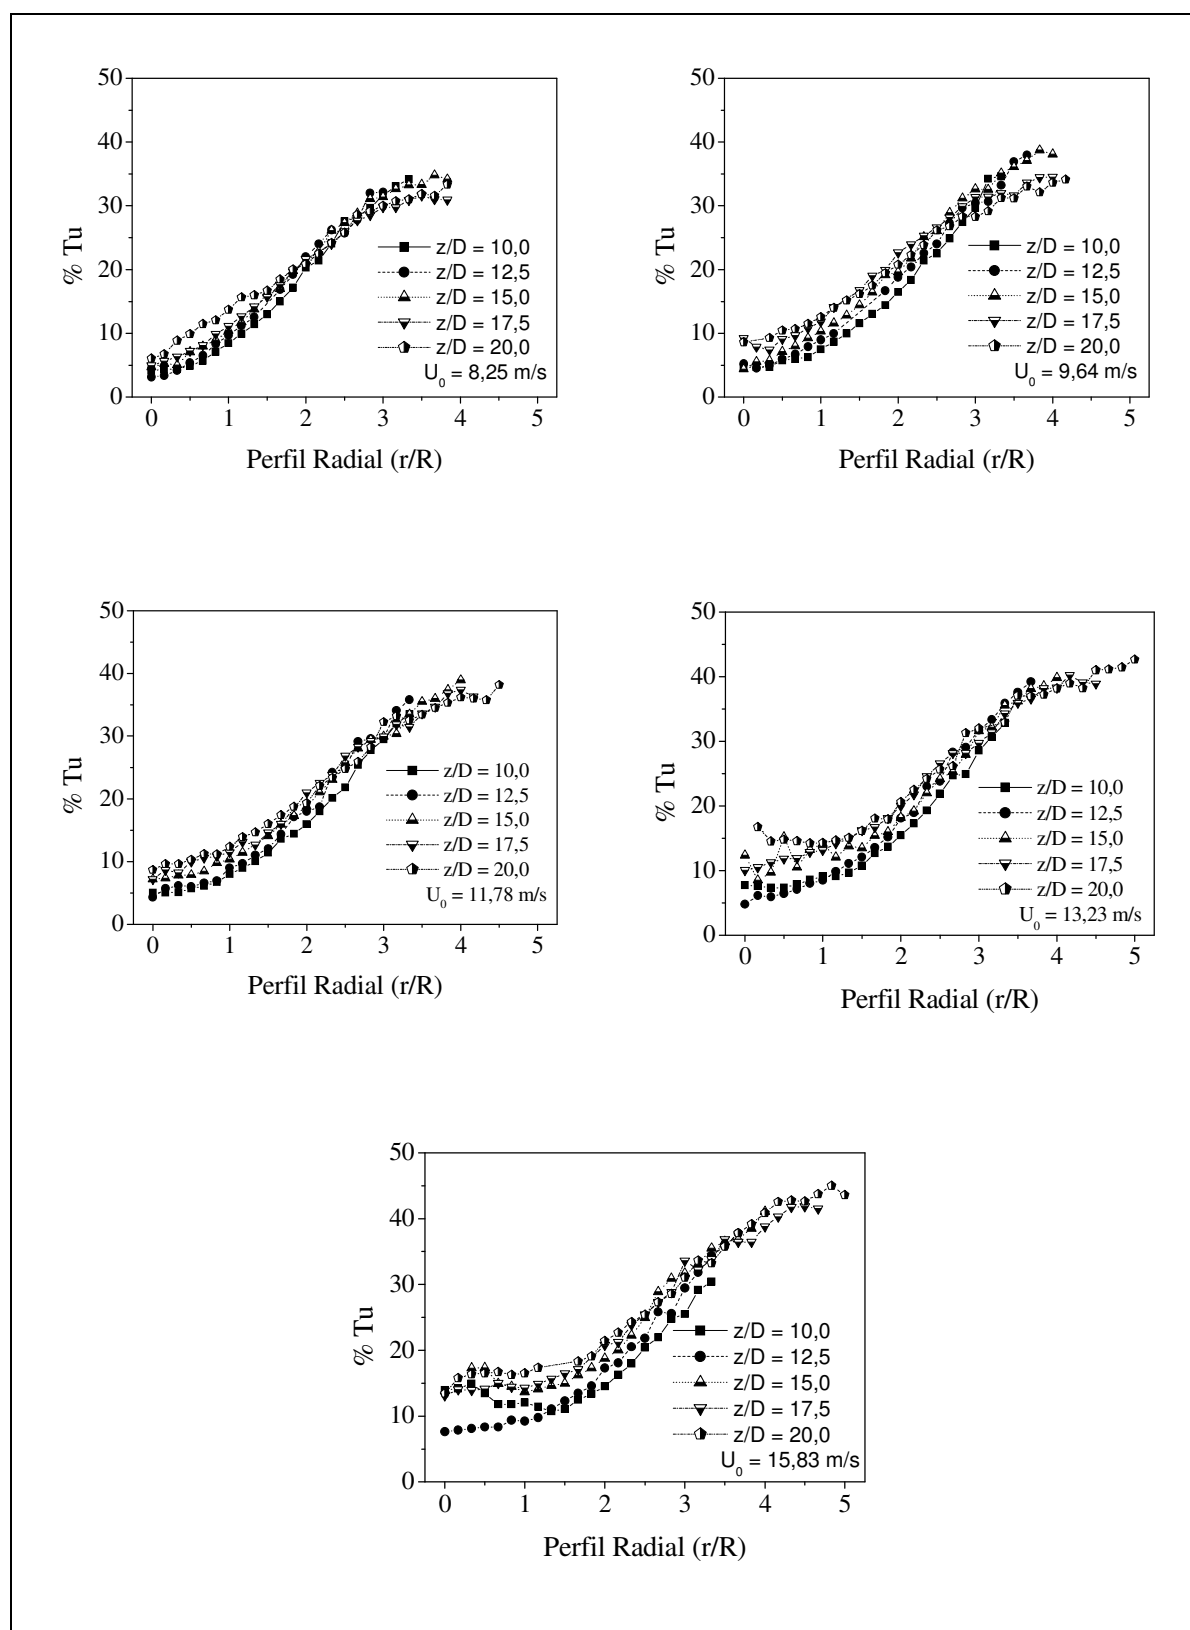 50
40
30
20
10
0
% Tu
z/D = 10,0
z/D = 12,5
z/D = 15,0
z/D = 17,5
z/D = 20,0
U0 = 8,25 m/s
0 1 2 3 4 5
Perfil Radial (r/R)
50
40
30
20
10
0
% Tu
z/D = 10,0
z/D = 12,5
z/D = 15,0
z/D = 17,5
z/D = 20,0
U0 = 9,64 m/s
0 1 2 3 4 5
Perfil Radial (r/R)
50
40
30
20
10
0
% Tu
z/D = 10,0
z/D = 12,5
z/D = 15,0
z/D = 17,5
z/D = 20,0
U0 = 11,78 m/s
0 1 2 3 4 5
Perfil Radial (r/R)
50
40
30
20
10
0
% Tu
z/D = 10,0
z/D = 12,5
z/D = 15,0
z/D = 17,5
z/D = 20,0
U0 = 13,23 m/s
0 1 2 3 4 5
Perfil Radial (r/R)
50
40
30
20
10
0
% Tu
z/D = 10,0
z/D = 12,5
z/D = 15,0
z/D = 17,5
z/D = 20,0
U0 = 15,83 m/s
0 1 2 3 4 5
Perfil Radial (r/R)